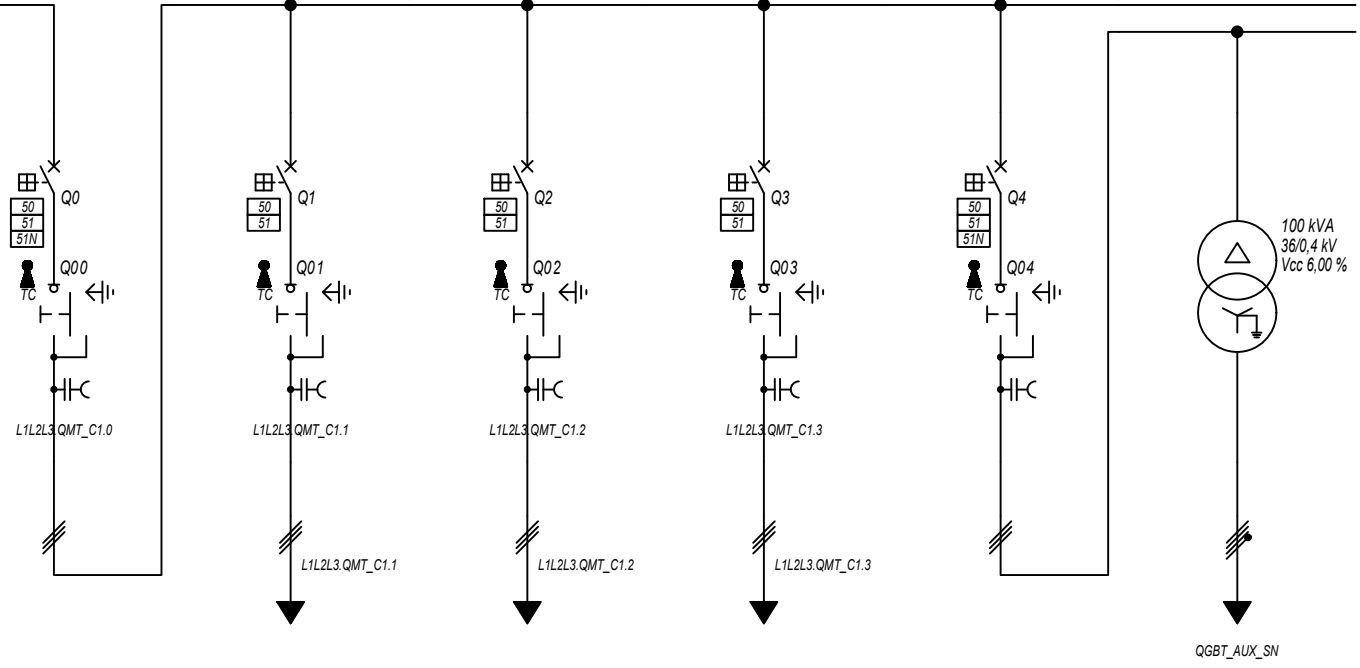 Q0
50
51
51N
Q00
TC
L1L2L3.QMT_C1.0
Q1
50
51
Q01
TC
L1L2L3.QMT_C1.1
L1L2L3.QMT_C1.1
Q2
50
51
Q02
TC
L1L2L3.QMT_C1.2
L1L2L3.QMT_C1.2
Q3
50
51
Q03
TC
L1L2L3.QMT_C1.3
L1L2L3.QMT_C1.3
Q4
50
51
51N
Q04
TC
100 kVA
36/0,4 kV
Vcc 6,00 %
QGBT_AUX_SN